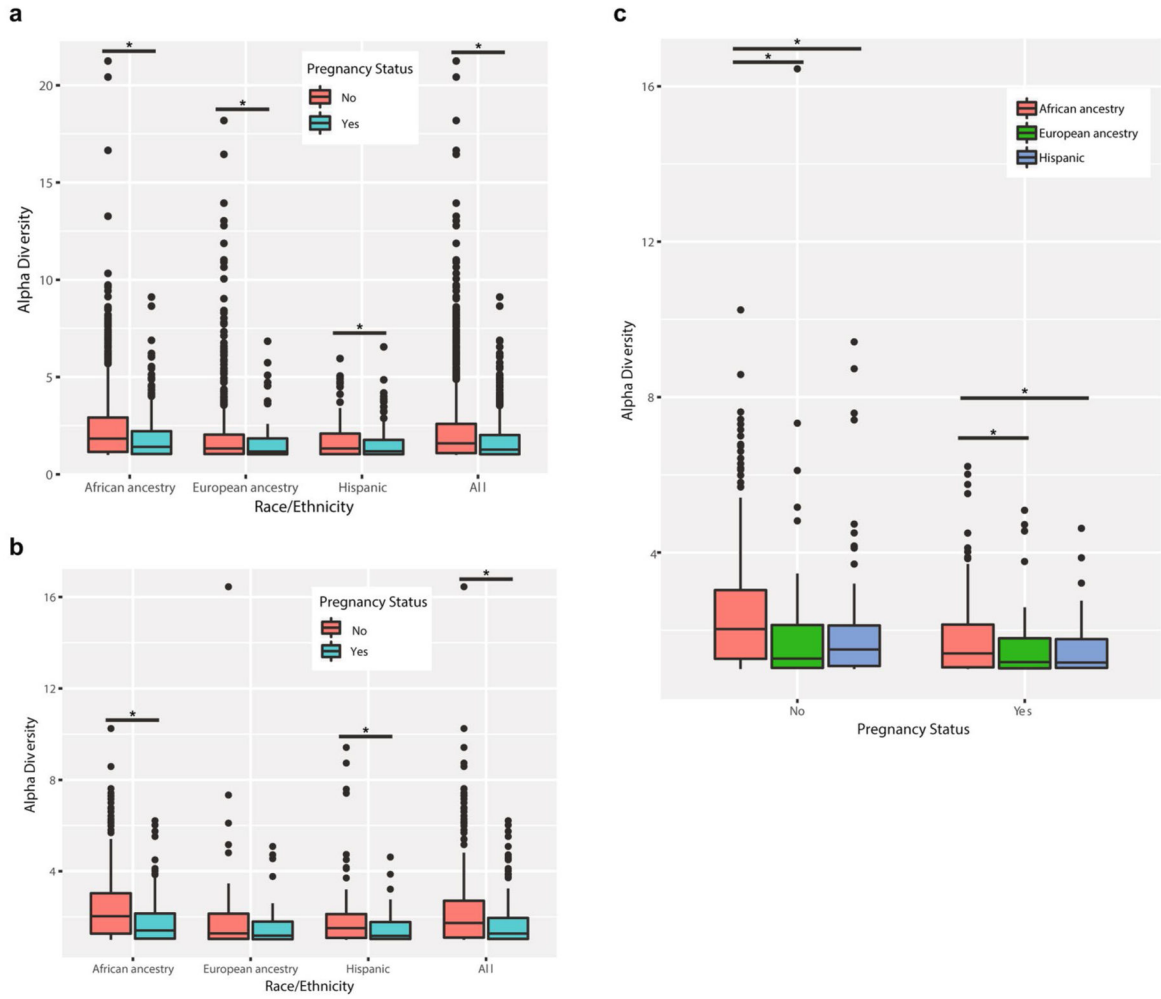 a
*
*
*
*
Pregnancy Status
No
Yes
20
15
10
5
0
Alpha Diversity
African ancestry
European ancestry
Hispanic
All
Race/Ethnicity
b
*
*
*
Pregnancy Status
No
Yes
16
12
8
4
Alpha Diversity
African ancestry
European ancestry
Hispanic
All
Race/Ethnicity
c
*
*
*
*
African ancestry
European ancestry
Hispanic
16
12
8
4
Alpha Diversity
No
Yes
Pregnancy Status